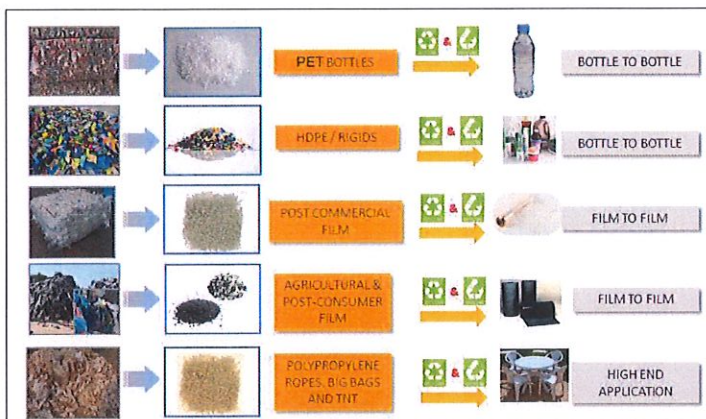 PET BOTTLES
&
BOTTLE TO BOTTLE
HDPE / RIGIDS
&
BOTTLE TO BOTTLE
POST COMMERCIAL
FILM
&
FILM TO FILM
AGRICULTURAL &
POST-CONSUMER
FILM
&
FILM TO FILM
POLYPROPYLENE
ROPES, BIG BAGS
AND TNT
&
HIGH END
APPLICATION